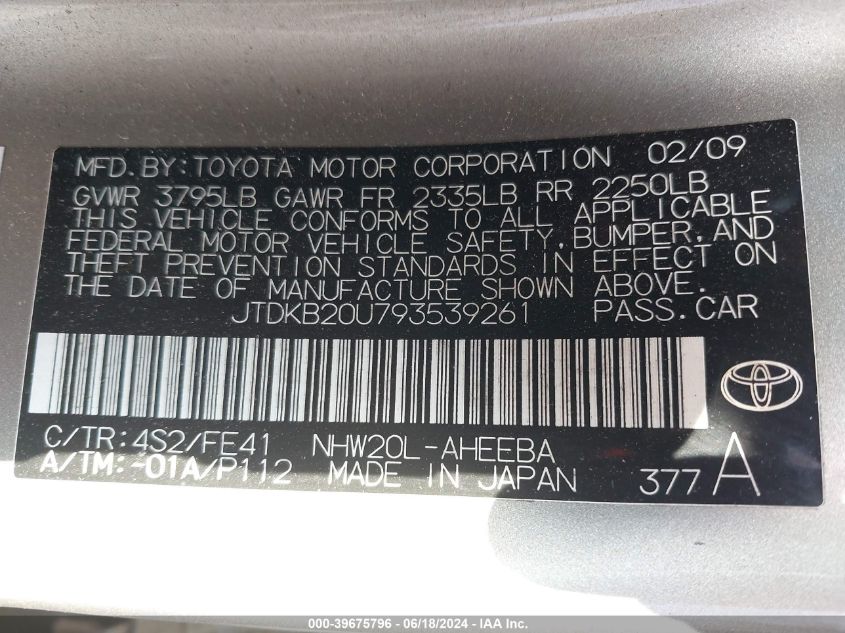 MFD.BY:TOYOTA MOTOR CORPORATION 02/09
GVWR 3795LB GAWR FR 2335LB RR 2250LB
THIS VEHICLE CONFORMS TO ALL APPLICABLE
FEDERAL MOTOR VEHICLE SAFETY,BUMPER,AND
THEFT PREVENTION STANDARDS IN EFFECT ON
THE DATE OF MANUFACTURE SHOWN ABOVE.
JTDKB20U793539261 PASS.CAR
C/TR:4S2/FE41 NHW20L-AHEEBA
A/TM:-01A/P112 MADE IN JAPAN 377 A
000-39675796 - 06/18/2024 - IAA Inc.